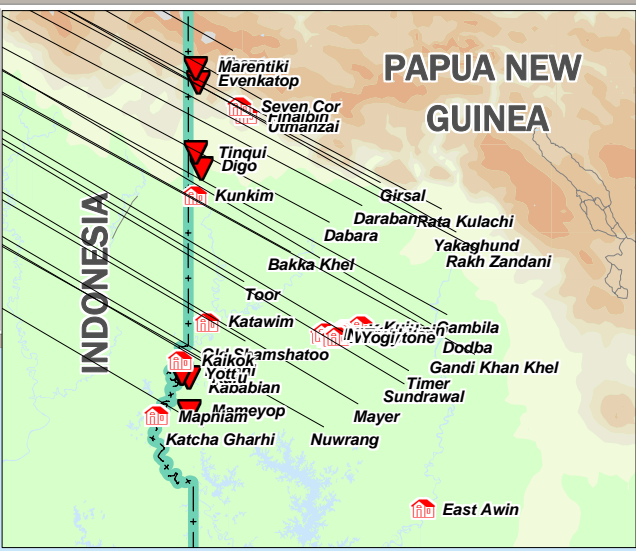 Marentiki
Evenkatop
PAPUA NEW
GUINEA
Seven Cor
Finaibin
Utmanzai
Tinqui
Digo
Kunkim
Girsal
Daraban
Rata Kulachi
Dabara
Yakaghund
Rakh Zandani
Bakka Khel
INDONESIA
Toor
Katawim
Gambila
Yogi
Iytone
Dodba
Shamshatoo
Kaikok
Yott
Gandi Khan Khel
Kababian
Timer
Sundrawal
Mameyop
Mapniam
Mayer
Katcha Gharhi
Nuwrang
East Awin